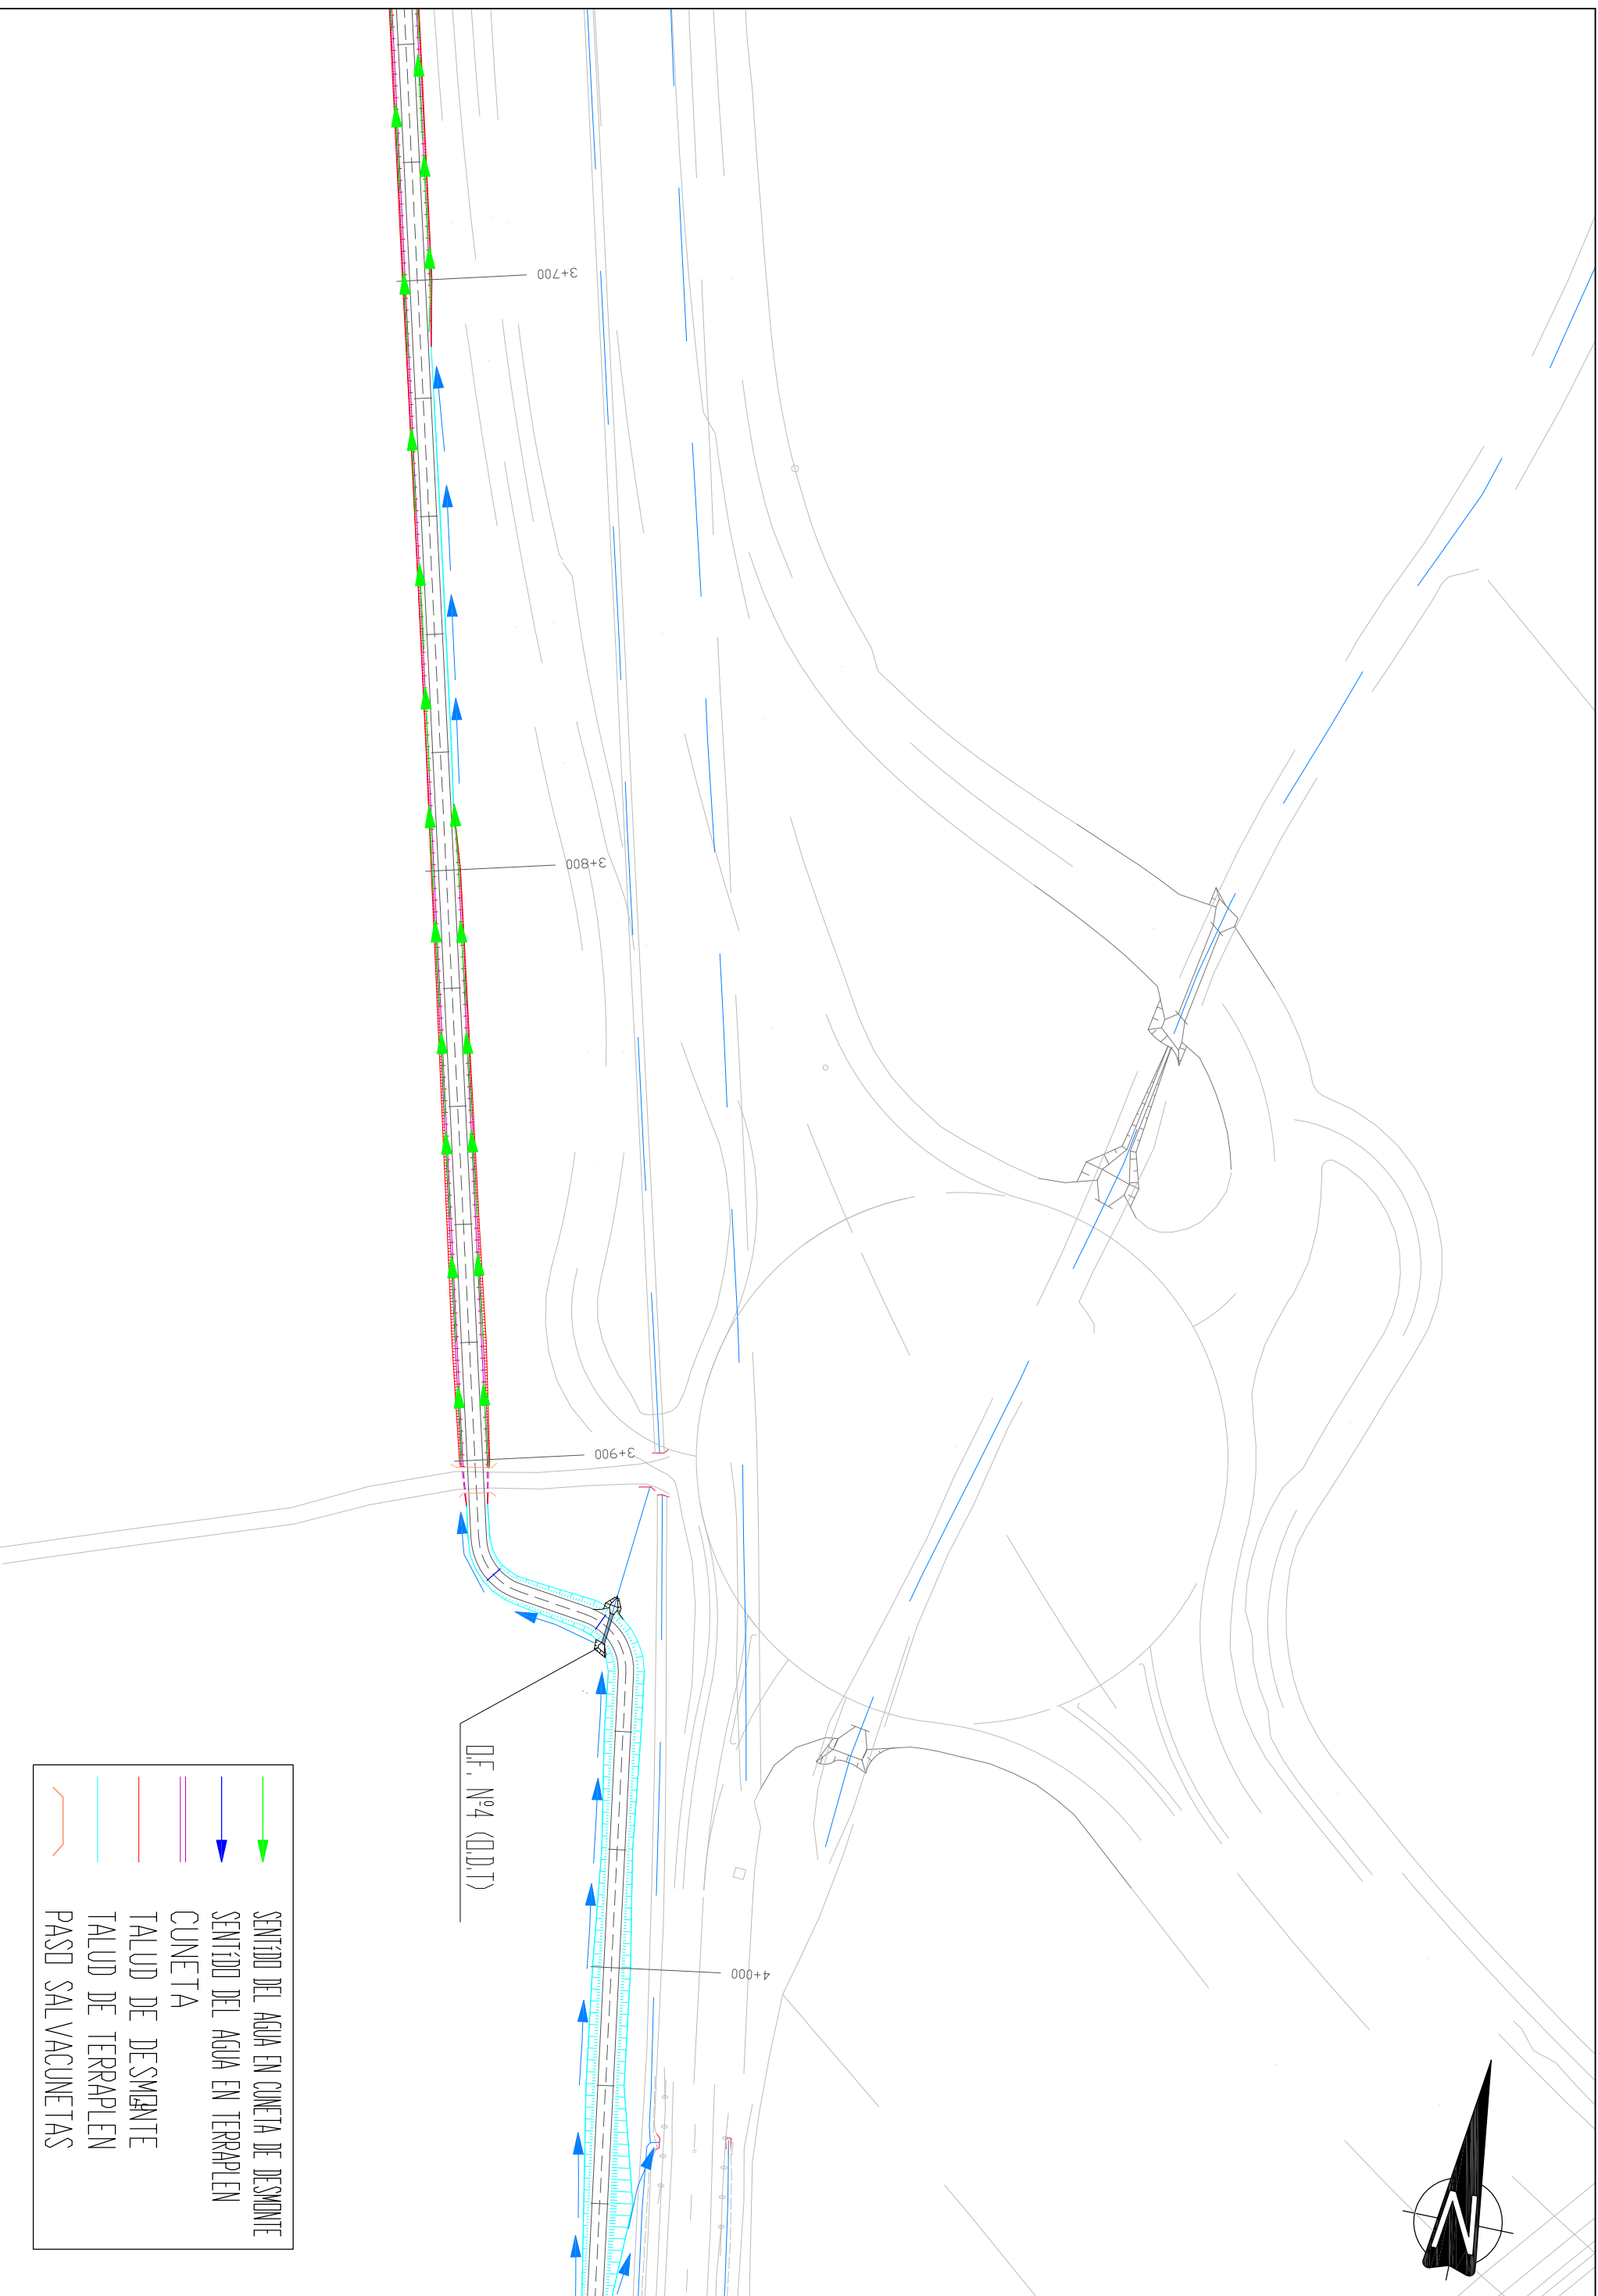 3+700
3+800
3+900
4+000
O.F. Nº4 (O.D.T)
SENTIDO DEL AGUA EN CUNETA DE DESMONTE
SENTIDO DEL AGUA EN TERRAPLEN
CUNETA
TALUD DE DESMONTE
TALUD DE TERRAPLEN
PASO SALVACUNETAS
N